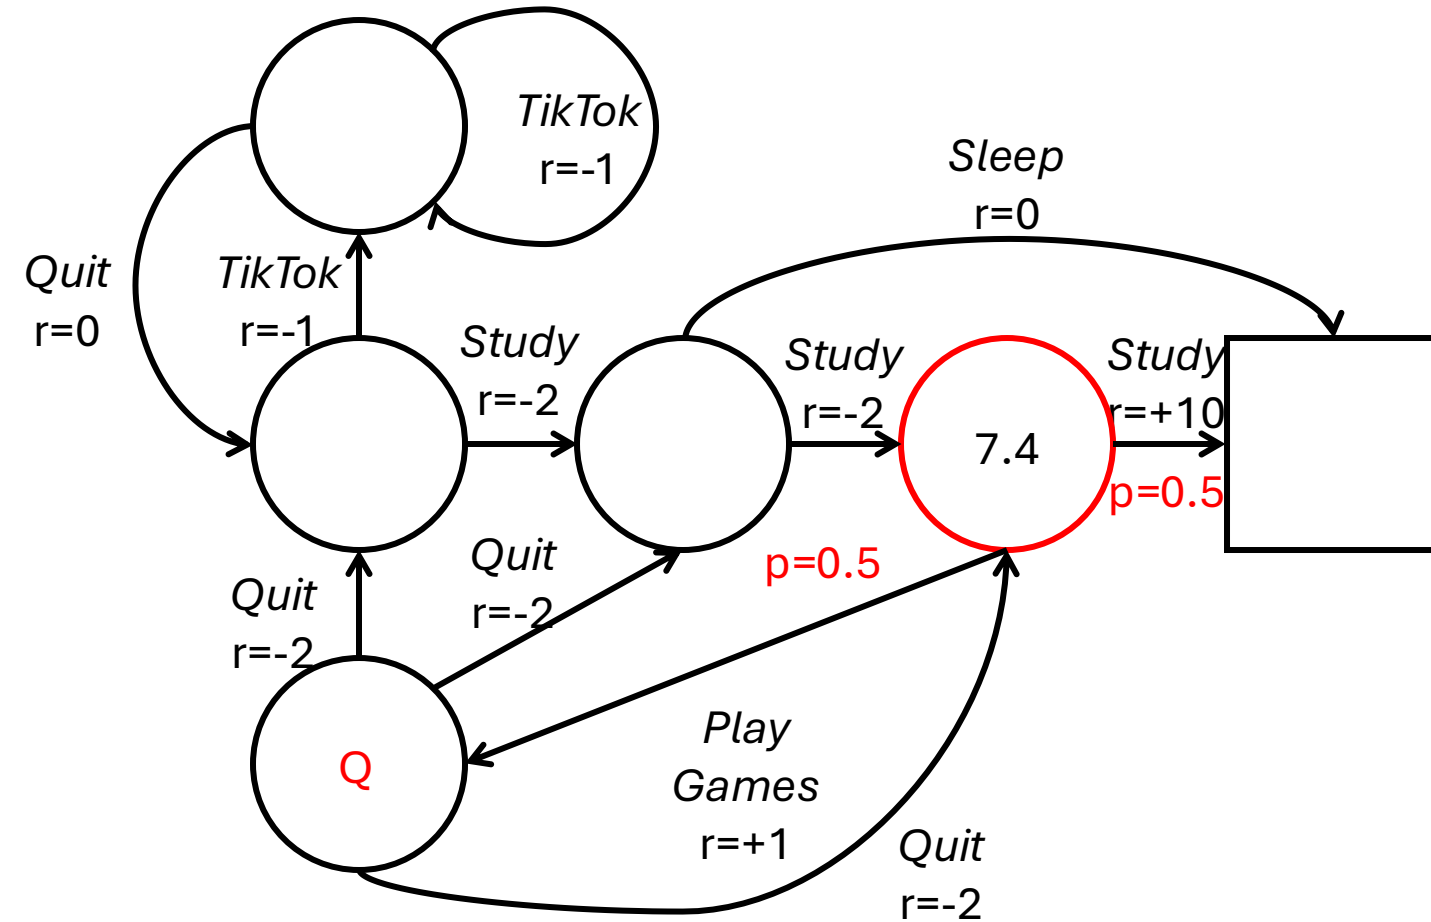 TikTok
r=-1
Sleep
r=0
Quit
r=0
TikTok
r=-1
Study
r=-2
Study
r=-2
7.4
Study
r=+10
p=0.5
Quit
r=-2
Quit
r=-2
p=0.5
Q
Play
Games
r=+1
Quit
r=-2